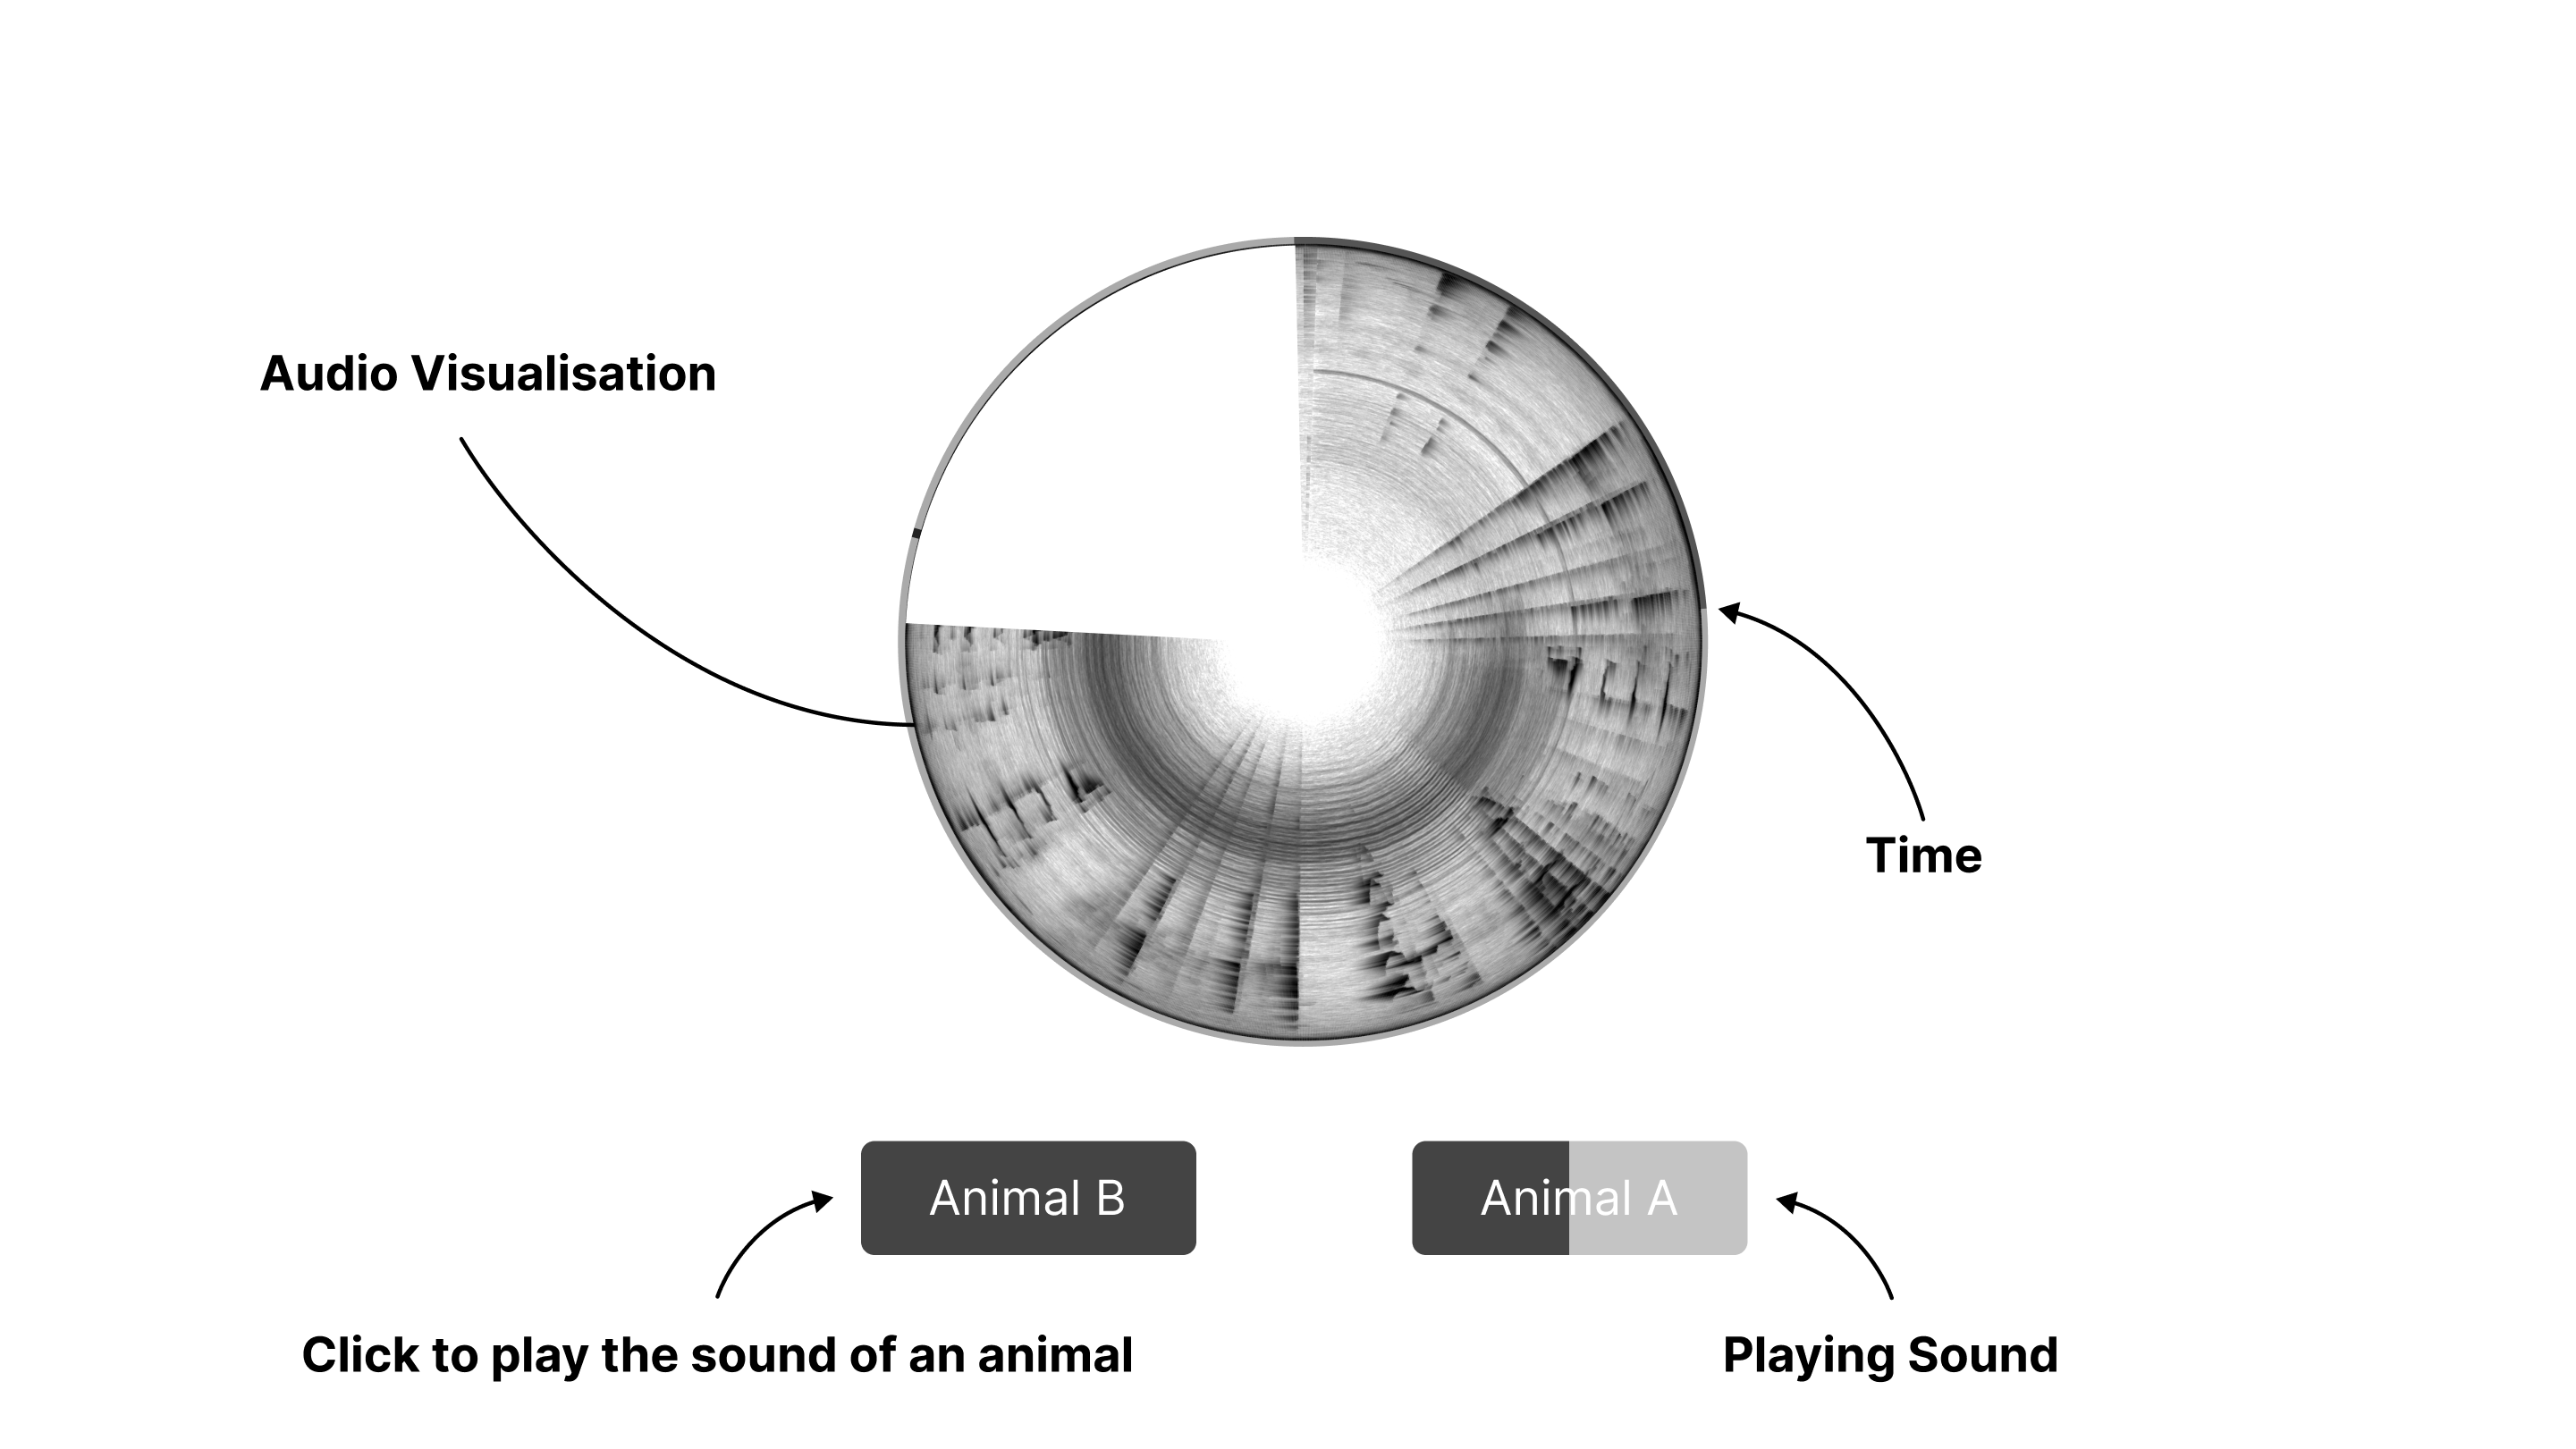 Audio Visualisation
Time
Animal B
Animal A
Click to play the sound of an animal
Playing Sound